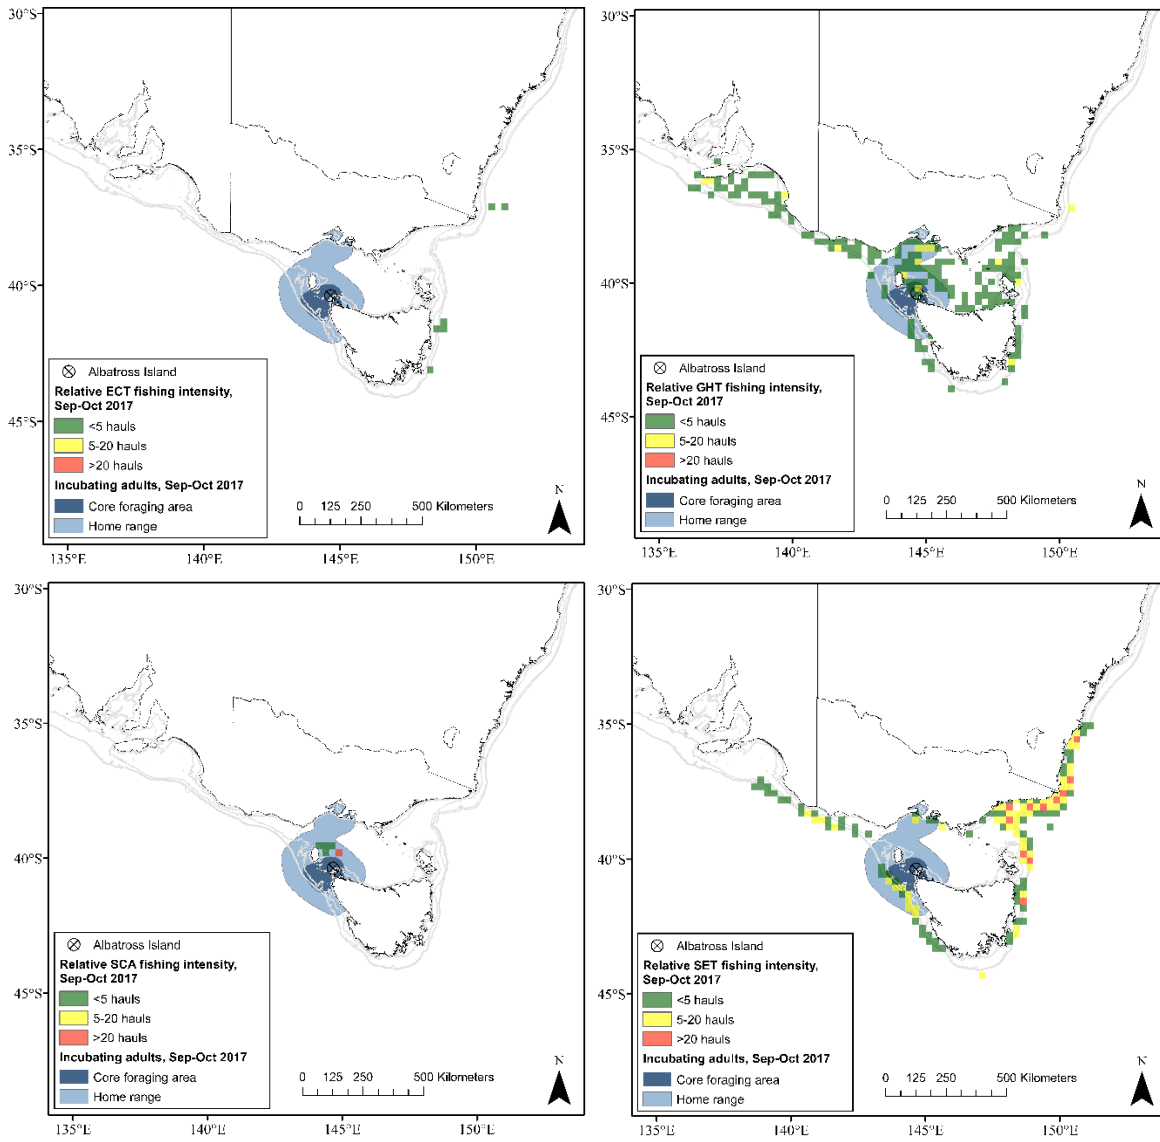 30°S
35°S
40°S
45°S
Albatross Island
Relative ECT fishing intensity,
Sep-Oct 2017
<5 hauls
5-20 hauls
>20 hauls
Incubating adults, Sep-Oct 2017
Core foraging area
Home range
0 125 250 500 Kilometers
N
135°E 140°E 145°E 150°E
30°S
35°S
40°S
45°S
Albatross Island
Relative GHT fishing intensity,
Sep-Oct 2017
<5 hauls
5-20 hauls
>20 hauls
Incubating adults, Sep-Oct 2017
Core foraging area
Home range
0 125 250 500 Kilometers
N
135°E 140°E 145°E 150°E
30°S
35°S
40°S
45°S
Albatross Island
Relative SCA fishing intensity,
Sep-Oct 2017
<5 hauls
5-20 hauls
>20 hauls
Incubating adults, Sep-Oct 2017
Core foraging area
Home range
0 125 250 500 Kilometers
N
135°E 140°E 145°E 150°E
30°S
35°S
40°S
45°S
Albatross Island
Relative SET fishing intensity,
Sep-Oct 2017
<5 hauls
5-20 hauls
>20 hauls
Incubating adults, Sep-Oct 2017
Core foraging area
Home range
0 125 250 500 Kilometers
N
135°E 140°E 145°E 150°E